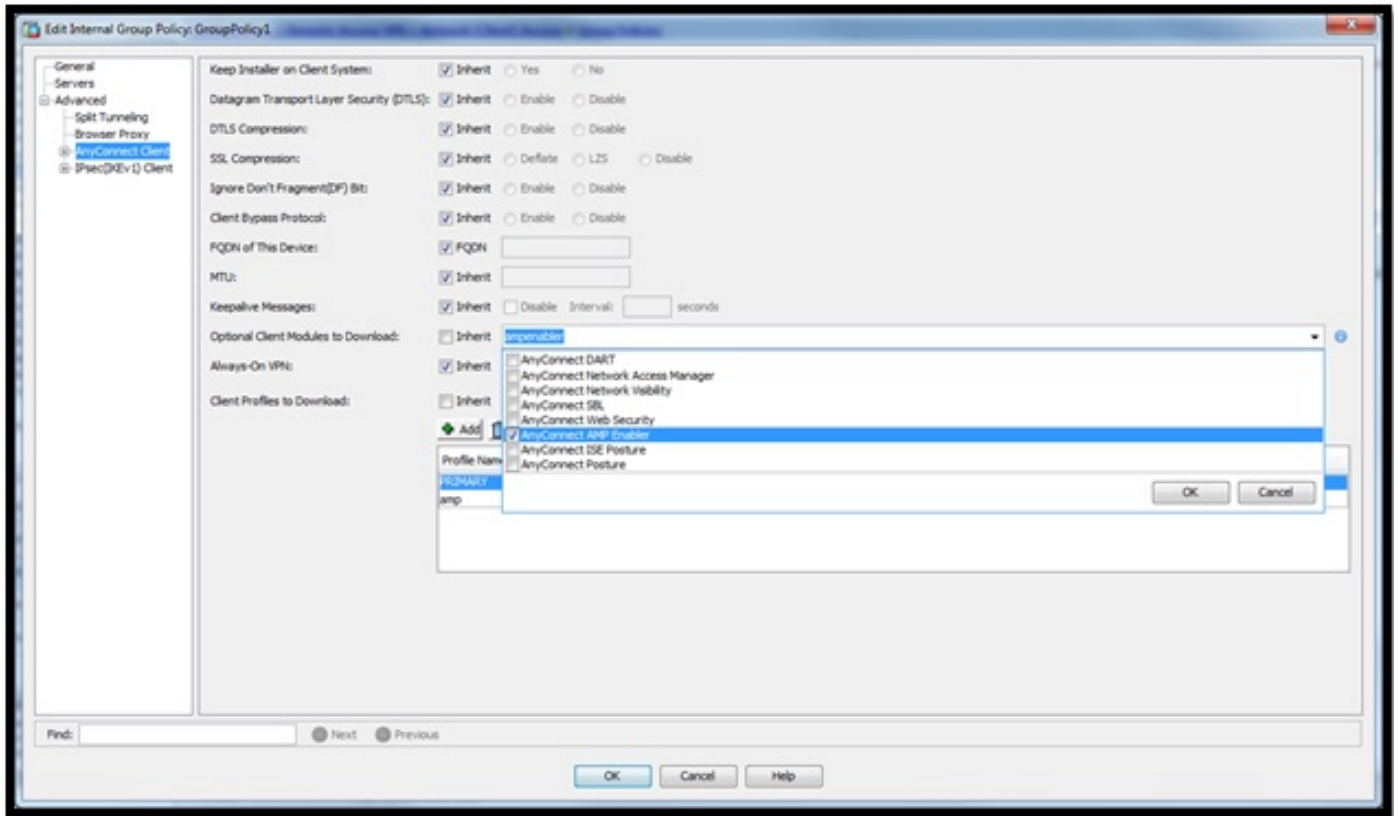 Edit Internal Group Policy: GroupPolicy1
General
Servers
Advanced
Split Tunneling
Browser Proxy
AnyConnect Client
IPsec(IKEv1) Client
Keep Installer on Client System: Inherit Yes No
Datagram Transport Layer Security (DTLS): Inherit Enable Disable
DTLS Compression: Inherit Enable Disable
SSL Compression: Inherit Deflate LZS Disable
Ignore Don't Fragment(DF) Bit: Inherit Enable Disable
Client Bypass Protocol: Inherit Enable Disable
FQDN of This Device: FQDN
MTU: Inherit
Keepalive Messages: Inherit Disable Interval: seconds
Optional Client Modules to Download: Inherit ampenabler
Always-On VPN: Inherit
Client Profiles to Download: Inherit
AnyConnect DART
AnyConnect Network Access Manager
AnyConnect Network Visibility
AnyConnect SBL
AnyConnect Web Security
AnyConnect AMP Enabler
AnyConnect ISE Posture
AnyConnect Posture
OK Cancel
Add
Profile Name
PRIMARY
amp
Find: Next Previous
OK Cancel Help